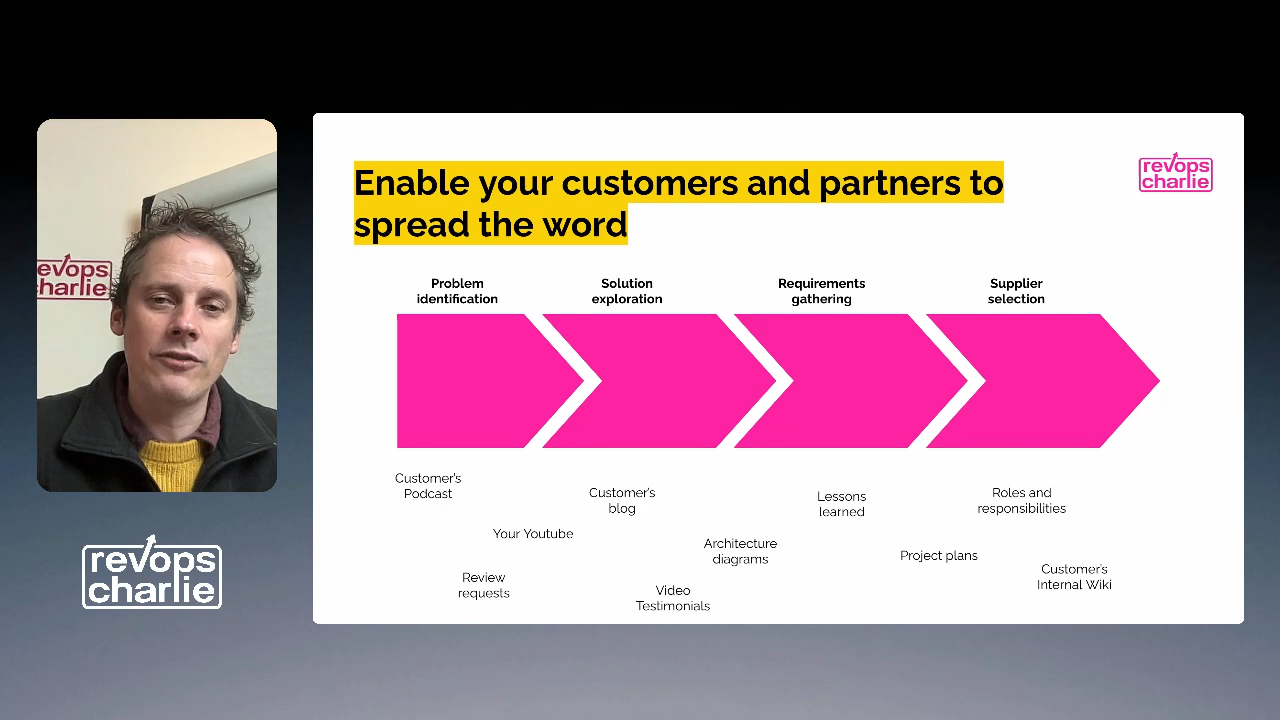 Enable your customers and partners to
spread the word
revops
charlie
Problem
identification
Solution
exploration
Requirements
gathering
Supplier
selection
Customer's
Podcast
Customer's
blog
Lessons
learned
Roles and
responsibilities
Your Youtube
Architecture
diagrams
Project plans
Customer's
Internal Wiki
Review
requests
Video
Testimonials
evops
harlie
revops
charlie